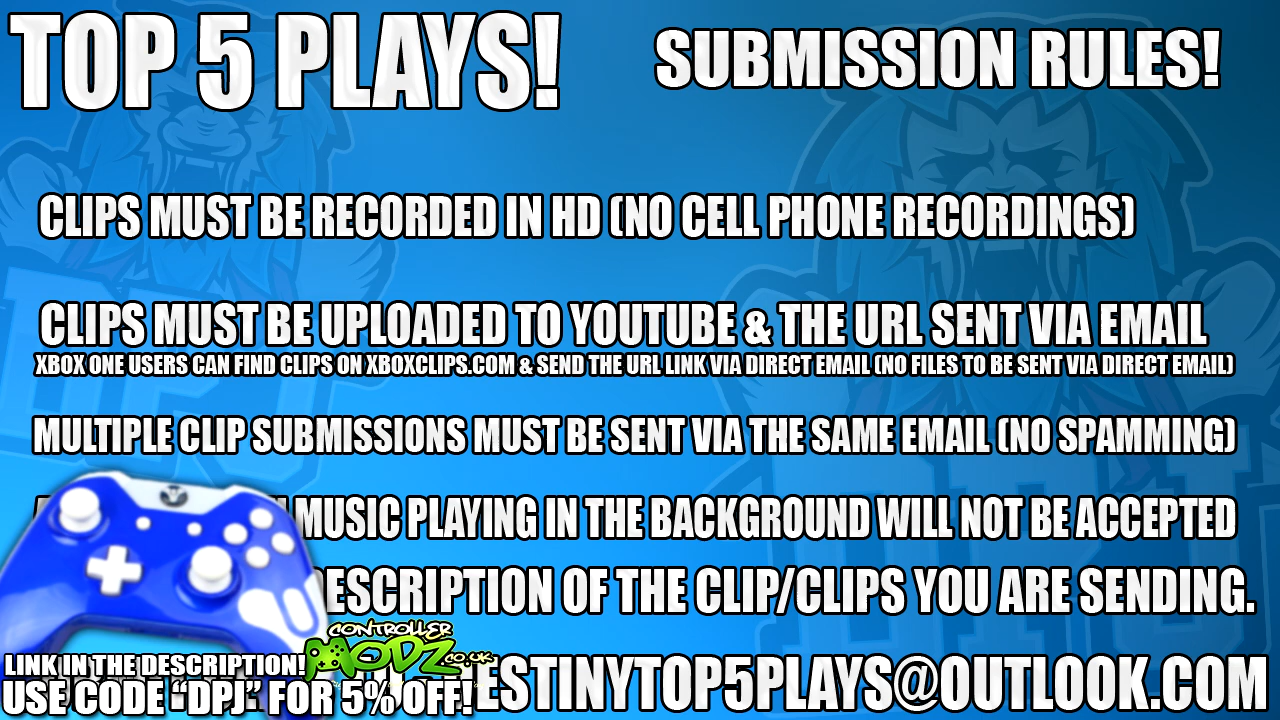 TOP 5 PLAYS!
SUBMISSION RULES!
CLIPS MUST BE RECORDED IN HD (NO CELL PHONE RECORDINGS)
CLIPS MUST BE UPLOADED TO YOUTUBE & THE URL SENT VIA EMAIL
XBOX ONE USERS CAN FIND CLIPS ON XBOXCLIPS.COM & SEND THE URL LINK VIA DIRECT EMAIL (NO FILES TO BE SENT VIA DIRECT EMAIL)
MULTIPLE CLIP SUBMISSIONS MUST BE SENT VIA THE SAME EMAIL (NO SPAMMING)
MUSIC PLAYING IN THE BACKGROUND WILL NOT BE ACCEPTED
ESCRIPTION OF THE CLIP/CLIPS YOU ARE SENDING.
CONTROLLER
MODZ.CO.UK
LINK IN THE DESCRIPTION!
USE CODE “DPJ” FOR 5% OFF!
ESTINYTOP5PLAYS@OUTLOOK.COM
DPJ